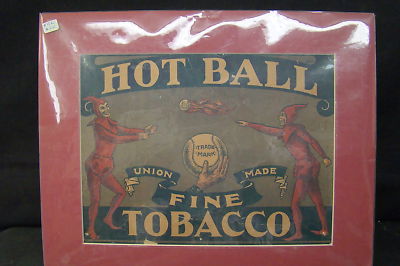 HOT BALL
TRADE
MARK
UNION MADE
FINE
TOBACCO